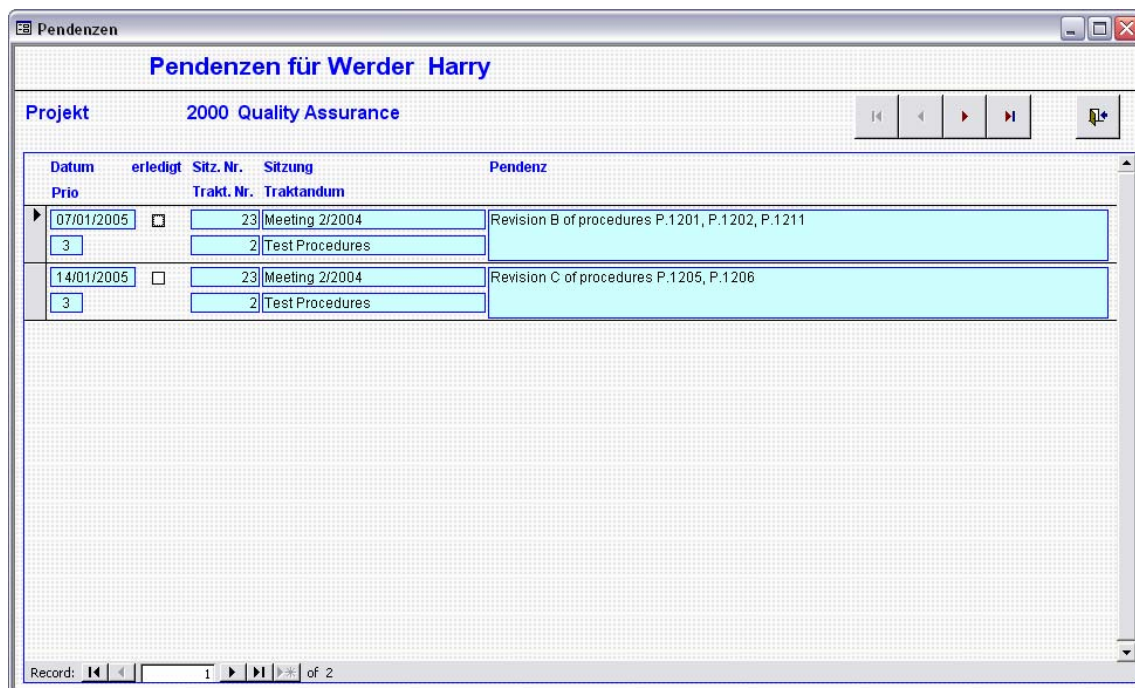 Pendenzen
Pendenzen für Werder Harry
Projekt 2000 Quality Assurance
Datum erledigt Sitz. Nr. Sitzung Pendenz
Prio Trakt. Nr. Traktandum
07/01/2005 23 Meeting 2/2004 Revision B of procedures P.1201, P.1202, P.1211
3 2 Test Procedures
14/01/2005 23 Meeting 2/2004 Revision C of procedures P.1205, P.1206
3 2 Test Procedures
Record: 1 of 2